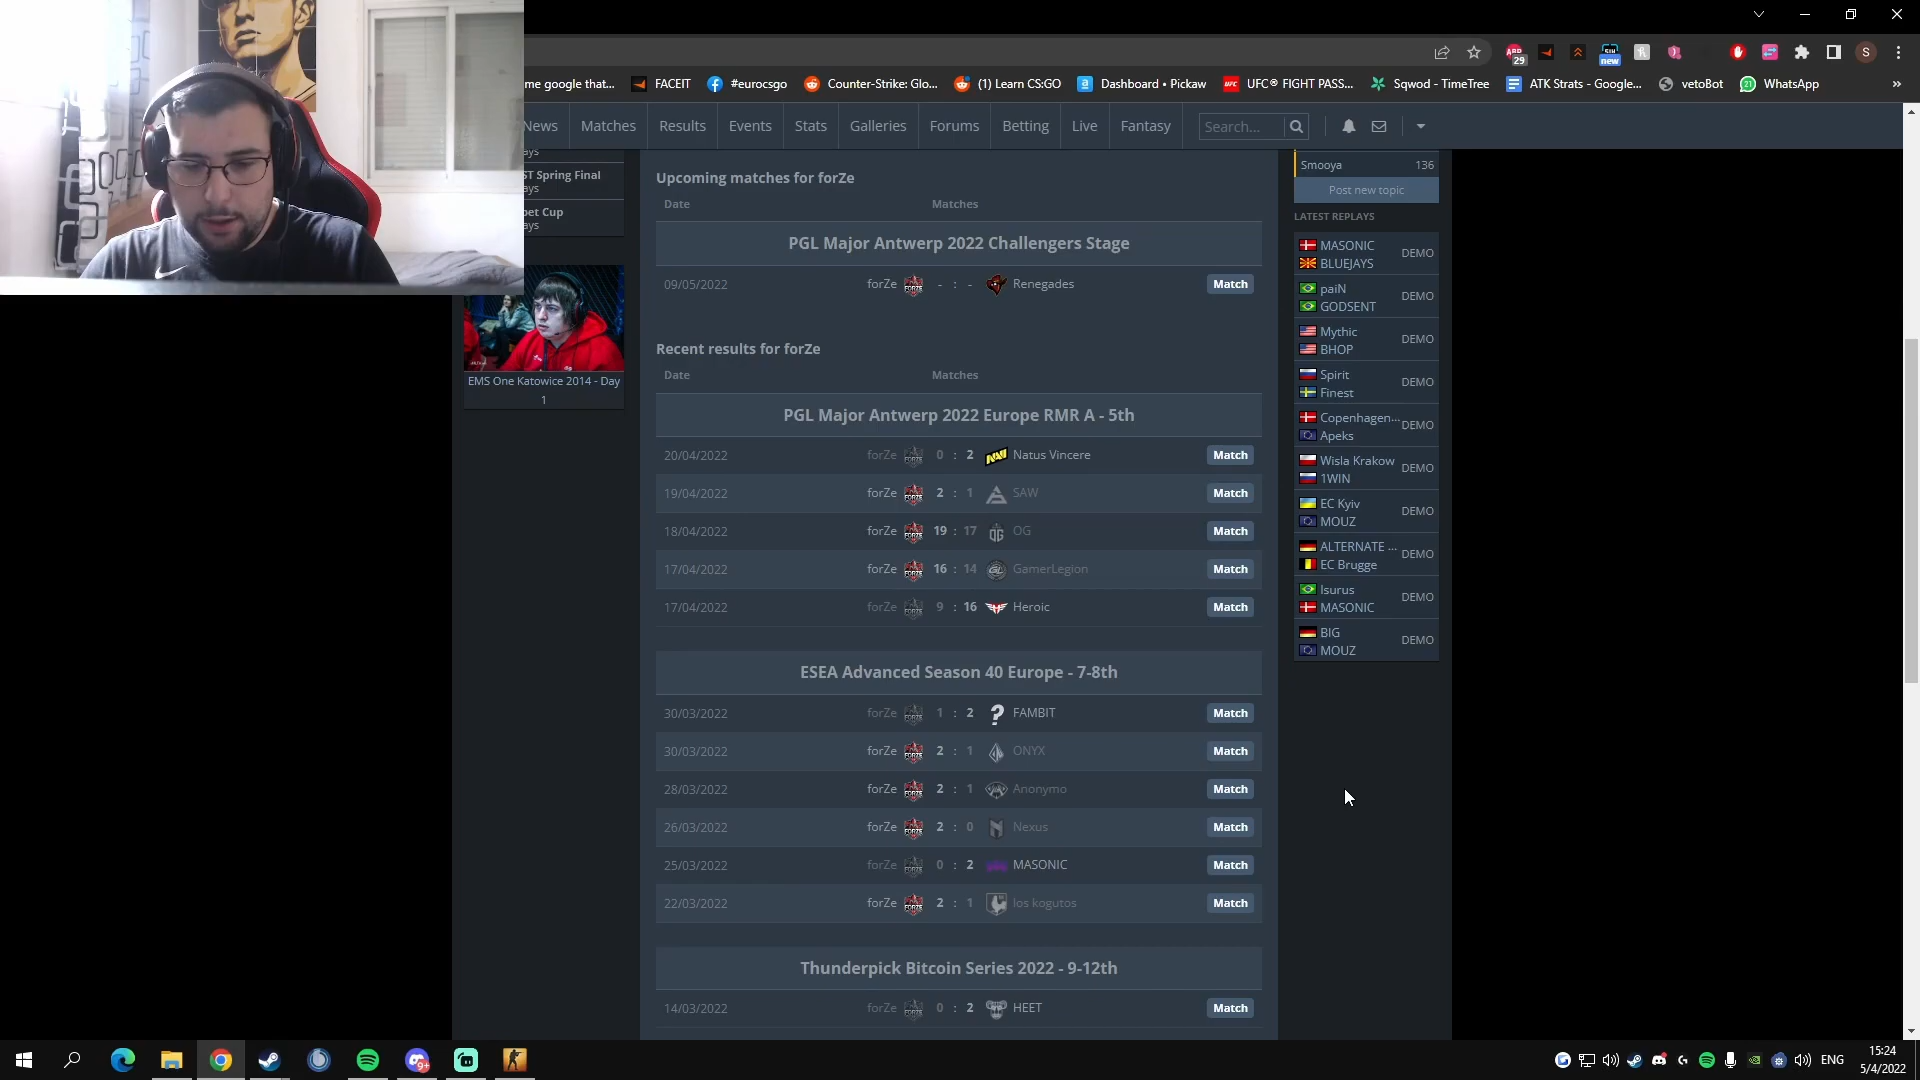 29
new
S
me google that...
FACEIT
#eurocsgo
Counter-Strike: Glo...
(1) Learn CS:GO
Dashboard • Pickaw
UFC® FIGHT PASS...
Sqwod - TimeTree
ATK Strats - Google...
vetoBot
WhatsApp
»
News
Matches
Results
Events
Stats
Galleries
Forums
Betting
Live
Fantasy
Search...
ays
ST Spring Final
ays
bet Cup
ays
EMS One Katowice 2014 - Day
1
Upcoming matches for forZe
Date Matches
PGL Major Antwerp 2022 Challengers Stage
09/05/2022 forZe - : - Renegades Match
Recent results for forZe
Date Matches
PGL Major Antwerp 2022 Europe RMR A - 5th
20/04/2022 forZe 0 : 2 Natus Vincere Match
19/04/2022 forZe 2 : 1 SAW Match
18/04/2022 forZe 19 : 17 OG Match
17/04/2022 forZe 16 : 14 GamerLegion Match
17/04/2022 forZe 9 : 16 Heroic Match
ESEA Advanced Season 40 Europe - 7-8th
30/03/2022 forZe 1 : 2 FAMBIT Match
30/03/2022 forZe 2 : 1 ONYX Match
28/03/2022 forZe 2 : 1 Anonymo Match
26/03/2022 forZe 2 : 0 Nexus Match
25/03/2022 forZe 0 : 2 MASONIC Match
22/03/2022 forZe 2 : 1 los kogutos Match
Thunderpick Bitcoin Series 2022 - 9-12th
14/03/2022 forZe 0 : 2 HEET Match
Smooya 136
Post new topic
LATEST REPLAYS
MASONIC
BLUEJAYS
DEMO
paiN
GODSENT
DEMO
Mythic
BHOP
DEMO
Spirit
Finest
DEMO
Copenhagen...
Apeks
DEMO
Wisla Krakow
1WIN
DEMO
EC Kyiv
MOUZ
DEMO
ALTERNATE ...
EC Brugge
DEMO
Isurus
MASONIC
DEMO
BIG
MOUZ
DEMO
9+
ENG
15:24
5/4/2022